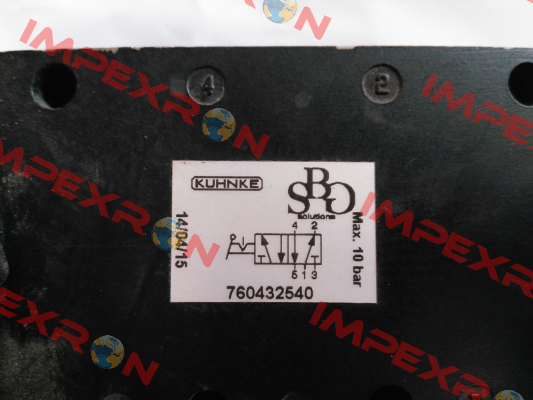 IMPEXRON
IMPEXRON
4
2
KUHNKE
SBG
Solutions
14/04/15
4 2
5 1 3
Max. 10 bar
760432540
IMPEXRON
IMPEXRON
IMPEXRON
IMPEXRON